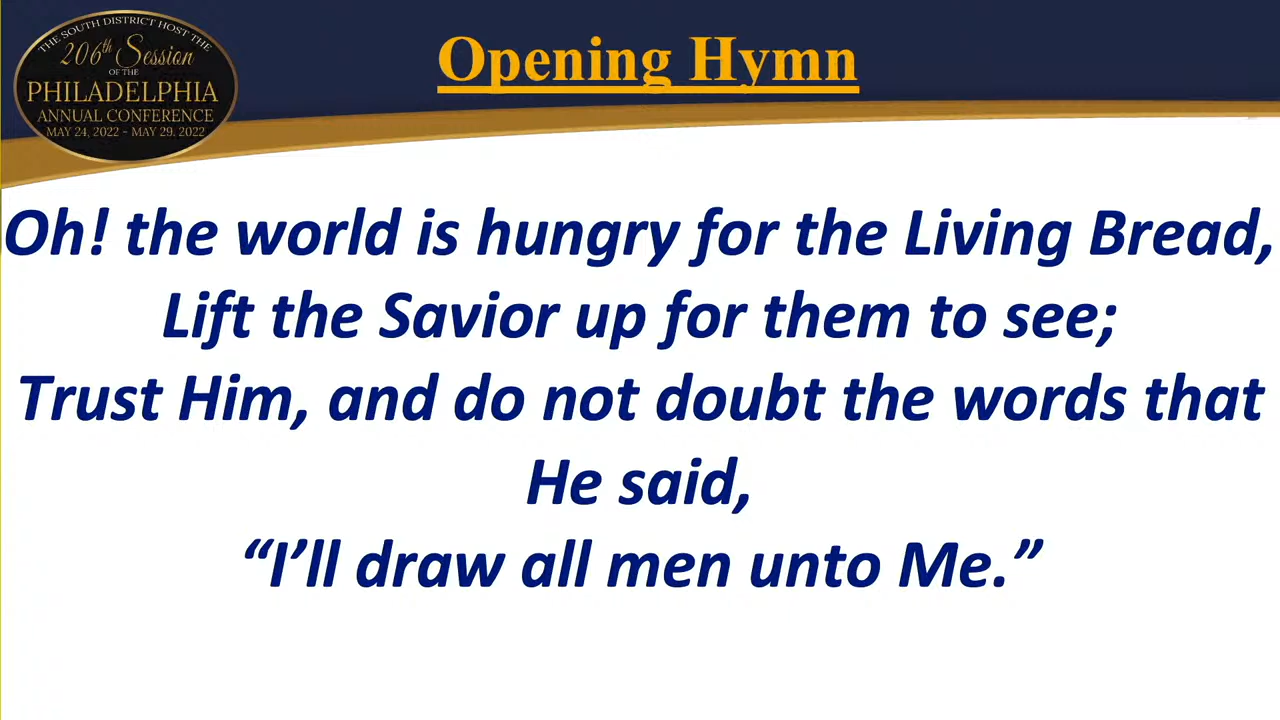 THE SOUTH DISTRICT HOST THE
206th Session
OF THE
PHILADELPHIA
ANNUAL CONFERENCE
MAY 24, 2022 - MAY 29, 2022
Opening Hymn
Oh! the world is hungry for the Living Bread,
Lift the Savior up for them to see;
Trust Him, and do not doubt the words that
He said,
“I’ll draw all men unto Me.”